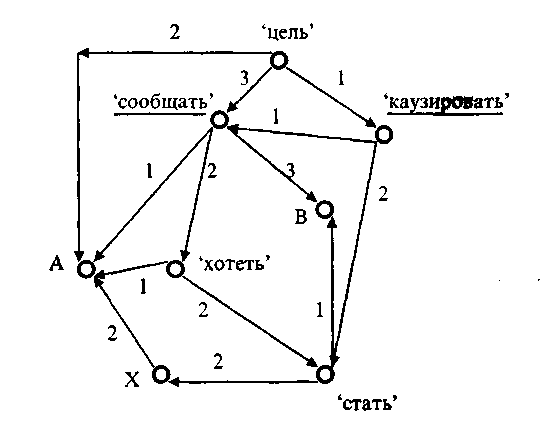 2 'цель'
3 1
'сообщать' 'каузировать'
1
1 2 3 2
B
A 'хотеть'
1 2 1
2 2
X
'стать'